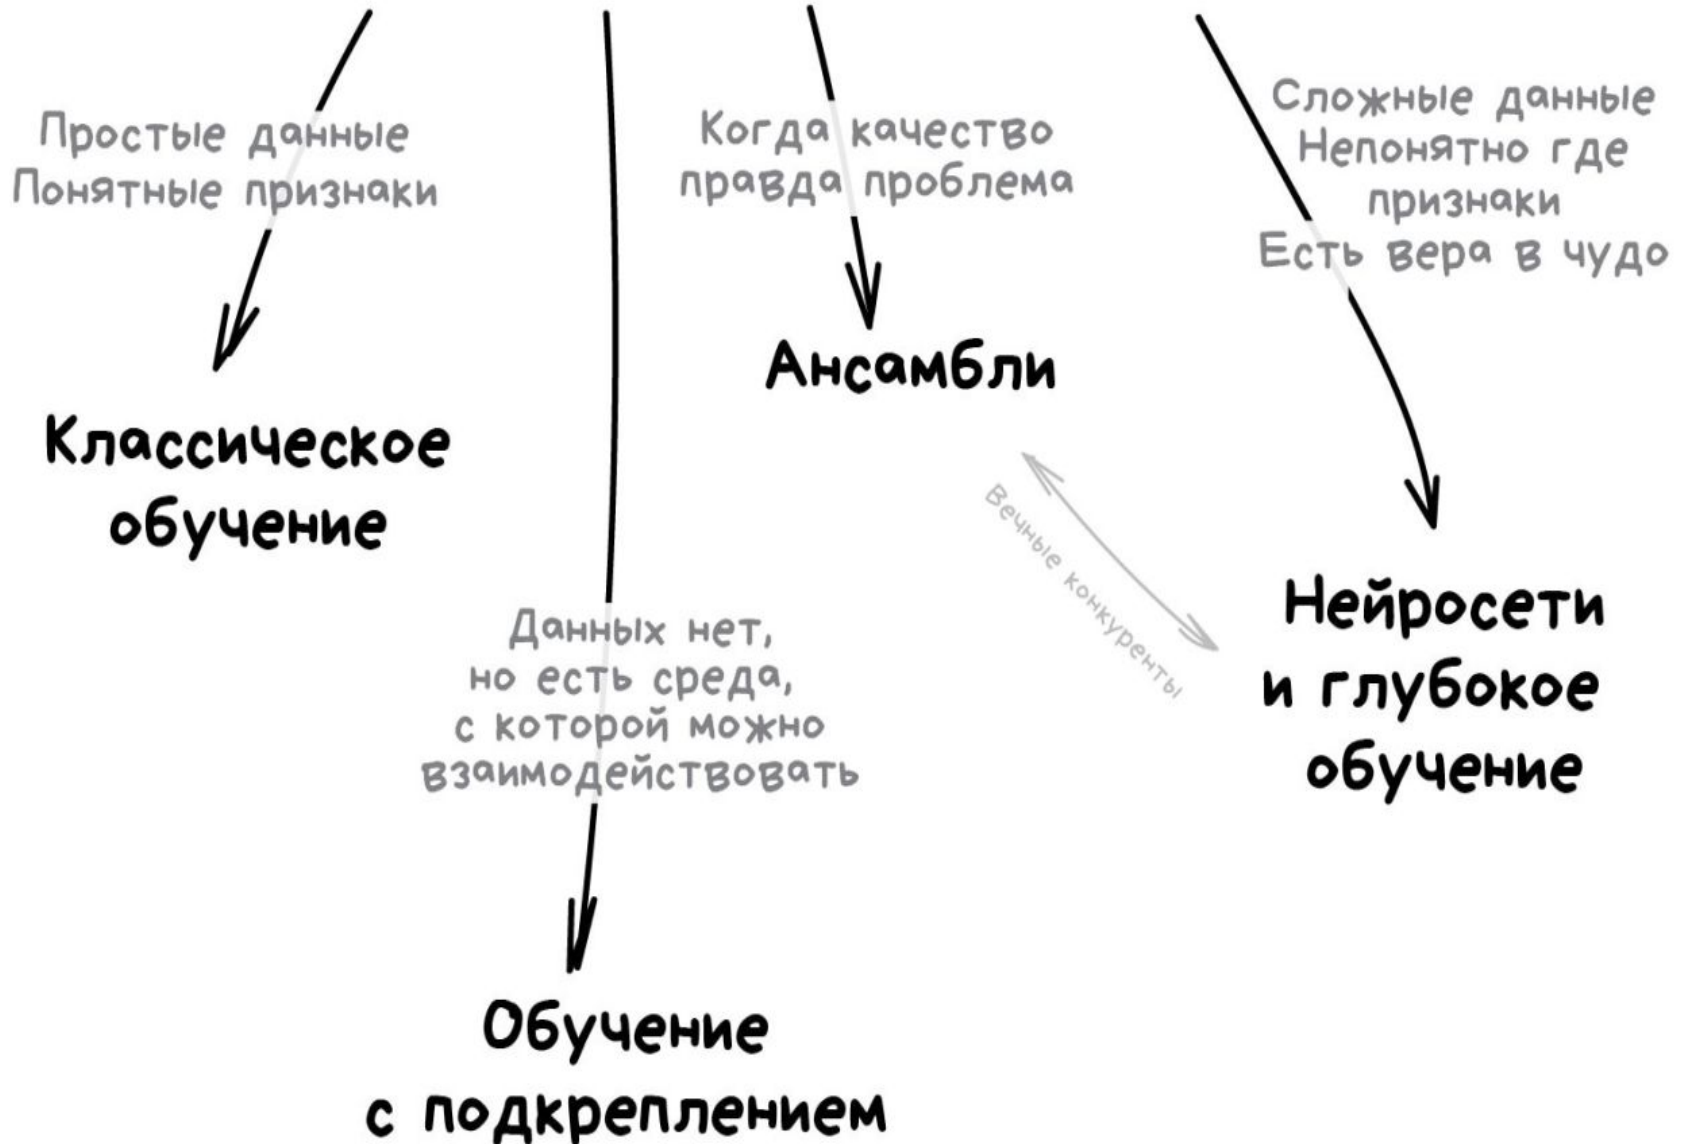 Простые данные
Понятные признаки
Когда качество
правда проблема
Сложные данные
Непонятно где
признаки
Есть вера в чудо
Ансамбли
Классическое
обучение
Вечные конкуренты
Нейросети
и глубокое
обучение
Данных нет,
но есть среда,
с которой можно
взаимодействовать
Обучение
с подкреплением